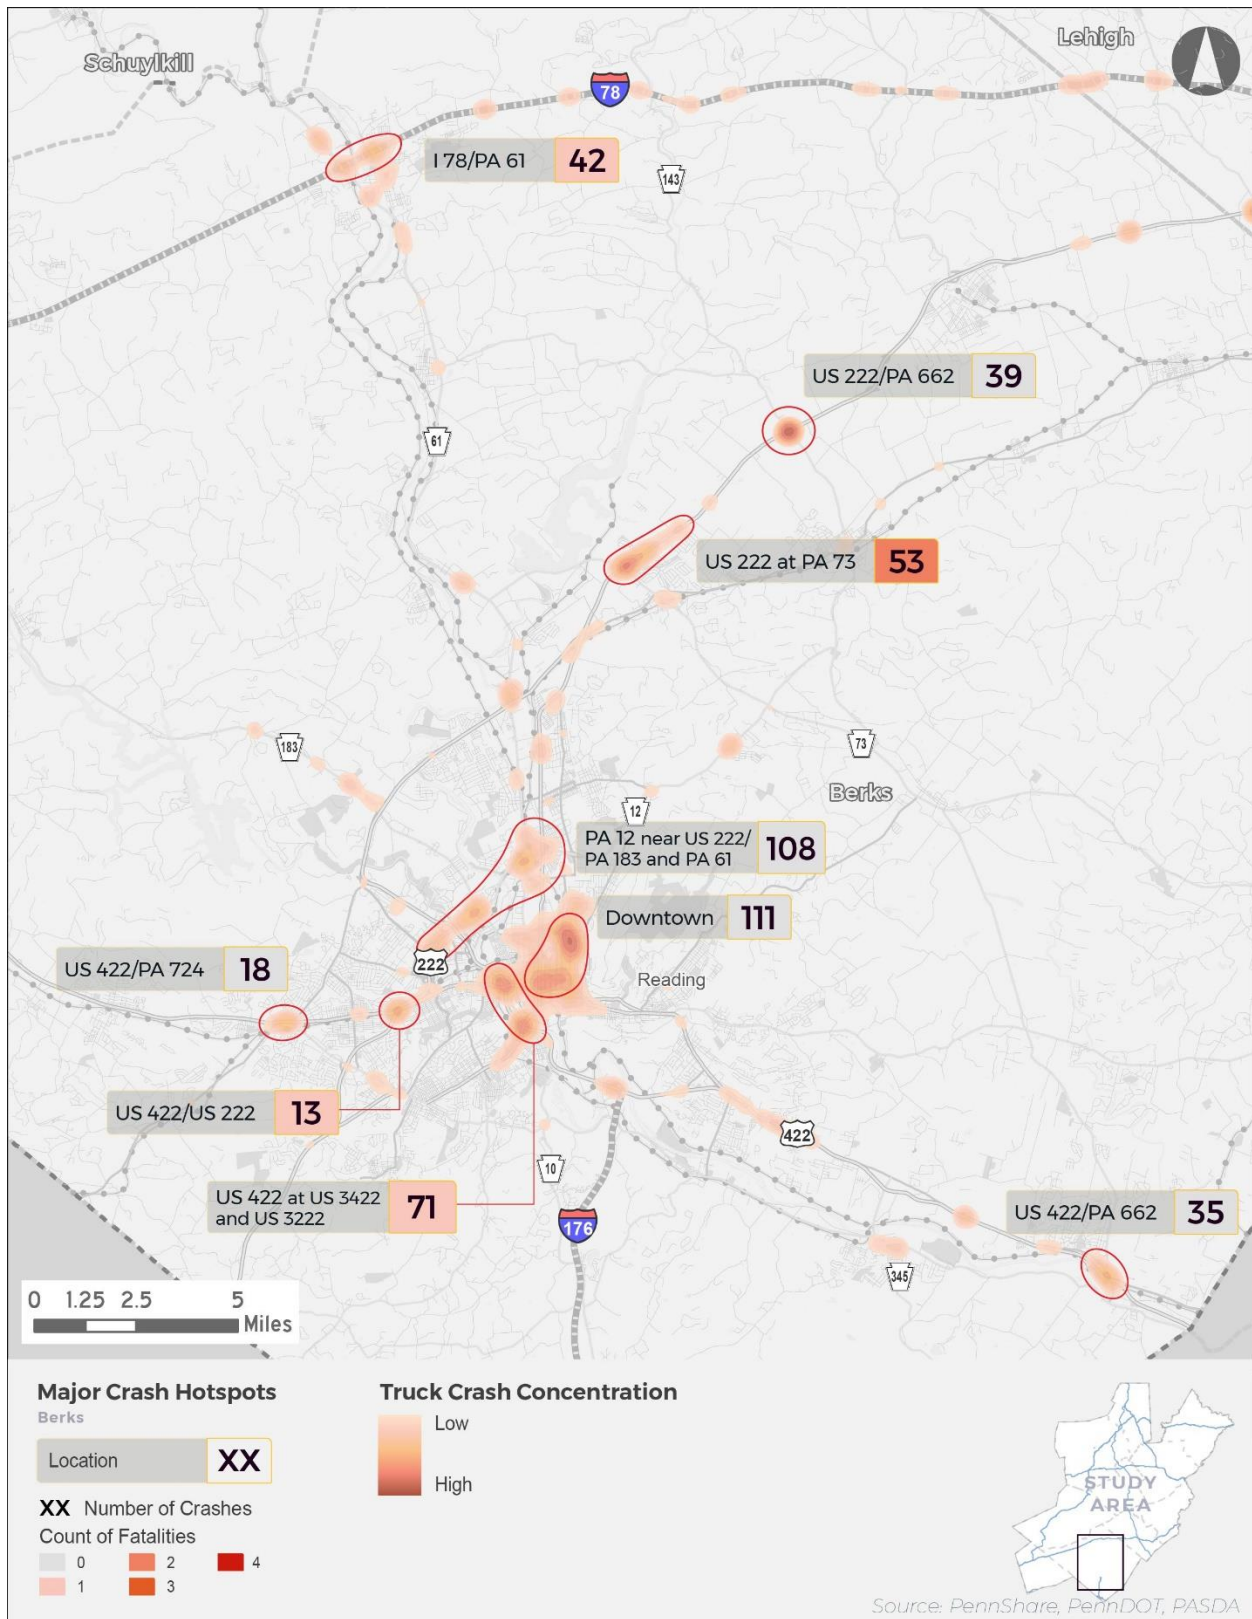 Schuylkill
Lehigh
78
I 78/PA 61
42
143
US 222/PA 662
39
61
US 222 at PA 73
53
183
73
Berks
12
PA 12 near US 222/
PA 183 and PA 61
108
Downtown
111
222
US 422/PA 724
18
Reading
US 422/US 222
13
422
10
US 422 at US 3422
and US 3222
71
176
US 422/PA 662
35
345
0 1.25 2.5 5
Miles
Major Crash Hotspots
Berks
Location
XX
XX Number of Crashes
Count of Fatalities
0
2
4
1
3
Truck Crash Concentration
Low
High
STUDY
AREA
Source: PennShare, PennDOT, PASDA